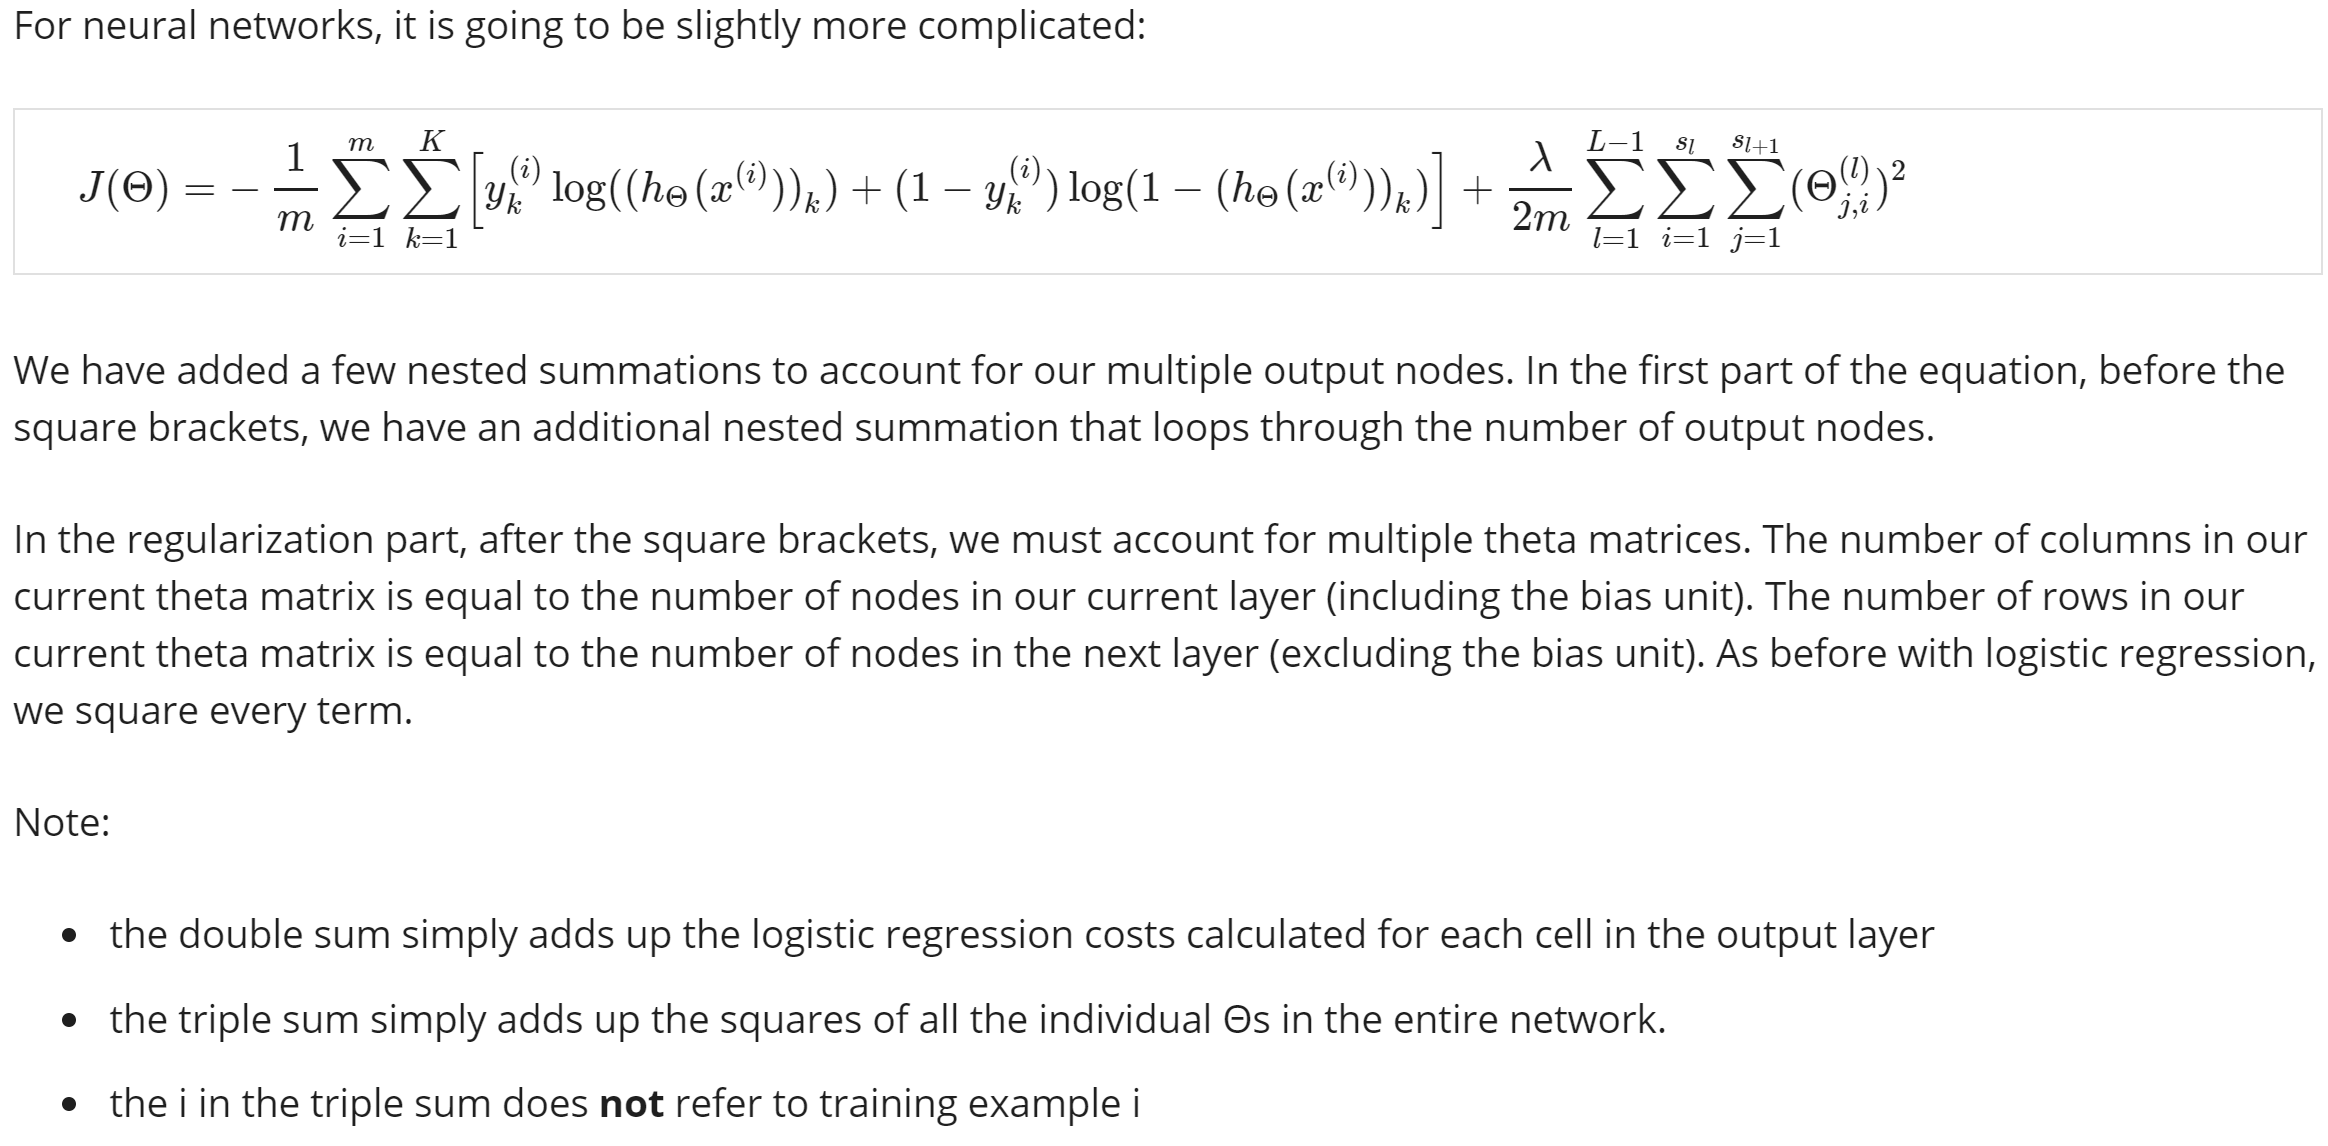 For neural networks, it is going to be slightly more complicated:
J(Θ) = − \frac{1}{m} \sum_{i=1}^{m} \sum_{k=1}^{K} [y_k^{(i)} log((h_Θ(x^{(i)}))_k) + (1 − y_k^{(i)}) log(1 − (h_Θ(x^{(i)}))_k)] + \frac{λ}{2m} \sum_{l=1}^{L−1} \sum_{i=1}^{s_l} \sum_{j=1}^{s_{l+1}} (Θ_{j,i}^{(l)})^2
We have added a few nested summations to account for our multiple output nodes. In the first part of the equation, before the
square brackets, we have an additional nested summation that loops through the number of output nodes.
In the regularization part, after the square brackets, we must account for multiple theta matrices. The number of columns in our
current theta matrix is equal to the number of nodes in our current layer (including the bias unit). The number of rows in our
current theta matrix is equal to the number of nodes in the next layer (excluding the bias unit). As before with logistic regression,
we square every term.
Note:
• the double sum simply adds up the logistic regression costs calculated for each cell in the output layer
• the triple sum simply adds up the squares of all the individual Θs in the entire network.
• the i in the triple sum does not refer to training example i